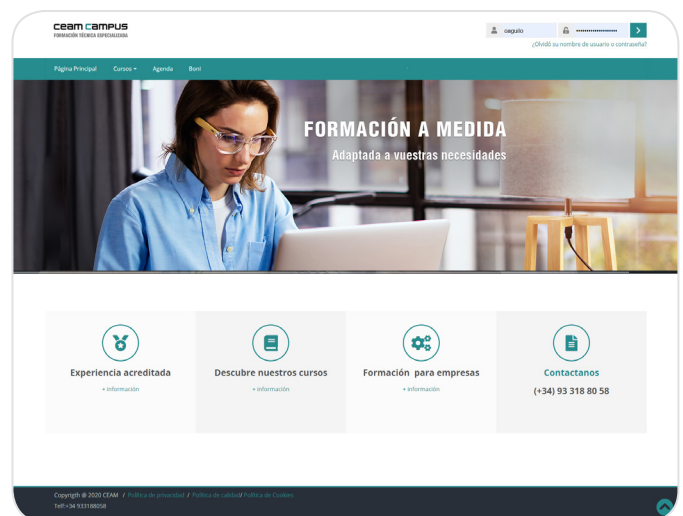 ceam campus
FORMACIÓN TÉCNICA ESPECIALIZADA
ceguilo
¿Olvidó su nombre de usuario o contraseña?
Página Principal Cursos Agenda Boni
FORMACIÓN A MEDIDA
Adaptada a vuestras necesidades
Experiencia acreditada
+ información
Descubre nuestros cursos
+ información
Formación para empresas
+ información
Contactanos
(+34) 93 318 80 58
Copyrigth @ 2020 CEAM / Política de privacidad / Política de calidad/ Política de Cookies
Telf:+34 933188058